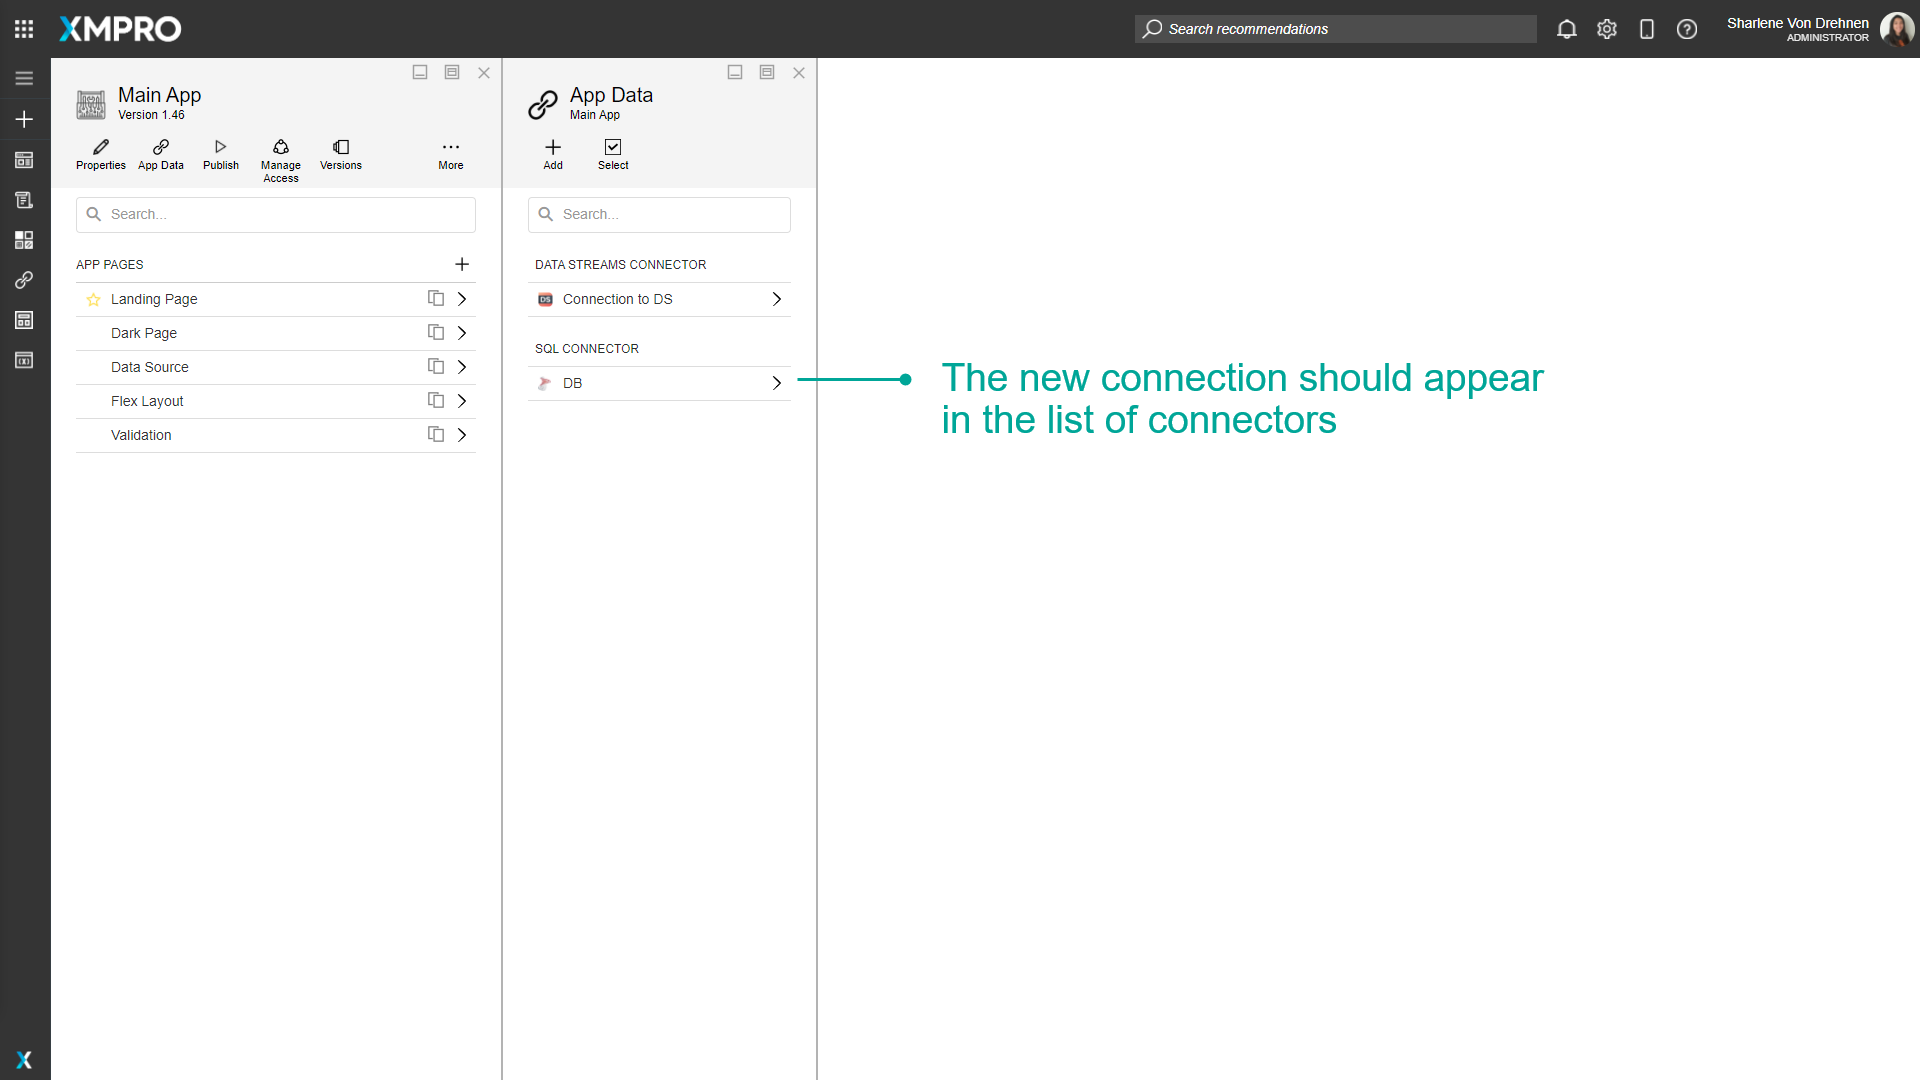 XMPRO
Search recommendations
Sharlene Von Drehnen
ADMINISTRATOR
Main App
Version 1.46
Properties
App Data
Publish
Manage
Access
Versions
More
Search...
APP PAGES
Landing Page
Dark Page
Data Source
Flex Layout
Validation
App Data
Main App
Add
Select
Search...
DATA STREAMS CONNECTOR
DS
Connection to DS
SQL CONNECTOR
DB
The new connection should appear
in the list of connectors